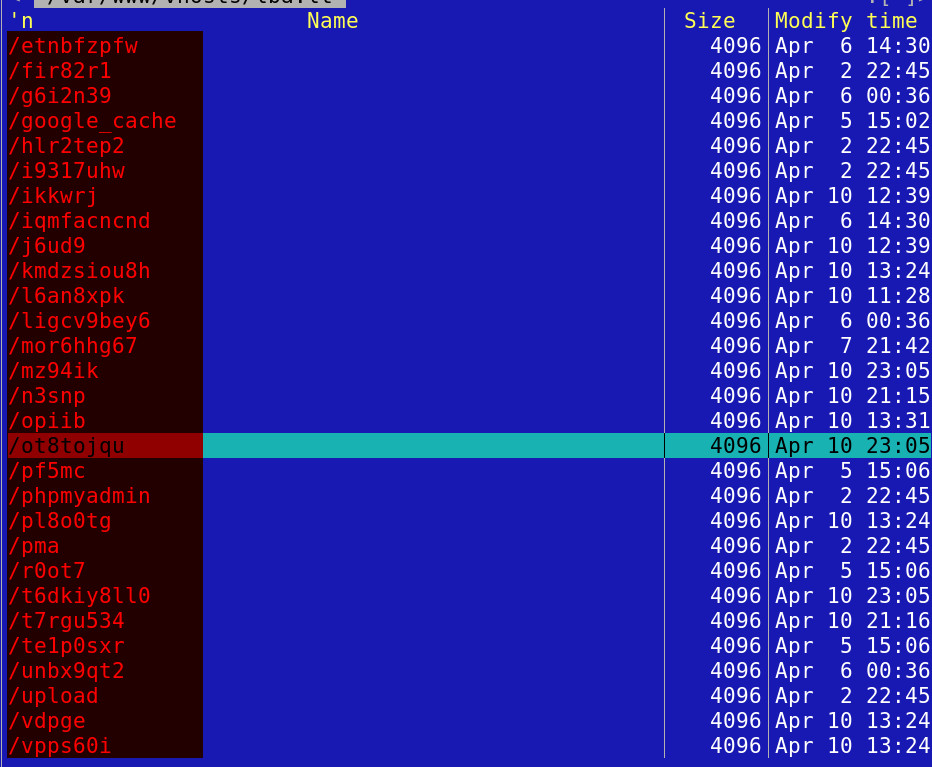 'n Name Size Modify time
/etnbfzpfw 4096 Apr 6 14:30
/fir82r1 4096 Apr 2 22:45
/g6i2n39 4096 Apr 6 00:36
/google_cache 4096 Apr 5 15:02
/hlr2tep2 4096 Apr 2 22:45
/i9317uhw 4096 Apr 2 22:45
/ikkwrj 4096 Apr 10 12:39
/iqmfacncnd 4096 Apr 6 14:30
/j6ud9 4096 Apr 10 12:39
/kmdzsiou8h 4096 Apr 10 13:24
/l6an8xpk 4096 Apr 10 11:28
/ligcv9bey6 4096 Apr 6 00:36
/mor6hhg67 4096 Apr 7 21:42
/mz94ik 4096 Apr 10 23:05
/n3snp 4096 Apr 10 21:15
/opiib 4096 Apr 10 13:31
/ot8tojqu 4096 Apr 10 23:05
/pf5mc 4096 Apr 5 15:06
/phpmyadmin 4096 Apr 2 22:45
/pl8o0tg 4096 Apr 10 13:24
/pma 4096 Apr 2 22:45
/r0ot7 4096 Apr 5 15:06
/t6dkiy8ll0 4096 Apr 10 23:05
/t7rgu534 4096 Apr 10 21:16
/te1p0sxr 4096 Apr 5 15:06
/unbx9qt2 4096 Apr 6 00:36
/upload 4096 Apr 2 22:45
/vdpge 4096 Apr 10 13:24
/vpps60i 4096 Apr 10 13:24